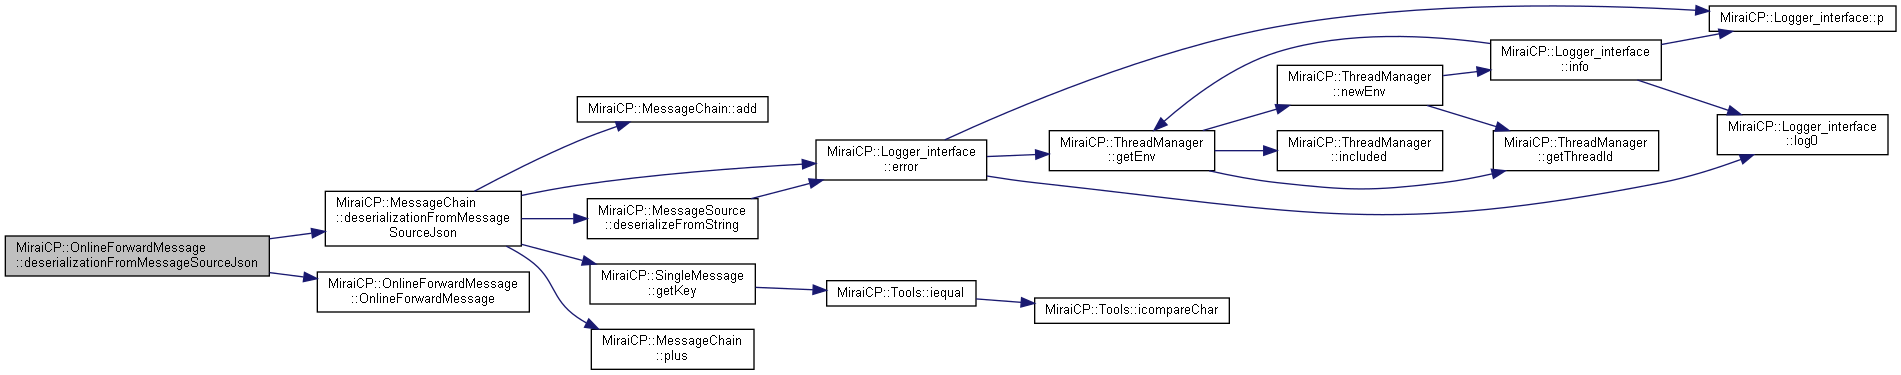 MiraiCP::OnlineForwardMessage
::deserializationFromMessageSourceJson
MiraiCP::MessageChain
::deserializationFromMessage
SourceJson
MiraiCP::OnlineForwardMessage
::OnlineForwardMessage
MiraiCP::MessageChain::add
MiraiCP::MessageSource
::deserializeFromString
MiraiCP::SingleMessage
::getKey
MiraiCP::MessageChain
::plus
MiraiCP::Logger_interface
::error
MiraiCP::Tools::iequal
MiraiCP::ThreadManager
::getEnv
MiraiCP::Tools::icompareChar
MiraiCP::ThreadManager
::newEnv
MiraiCP::ThreadManager
::included
MiraiCP::Logger_interface
::info
MiraiCP::ThreadManager
::getThreadId
MiraiCP::Logger_interface::p
MiraiCP::Logger_interface
::log0